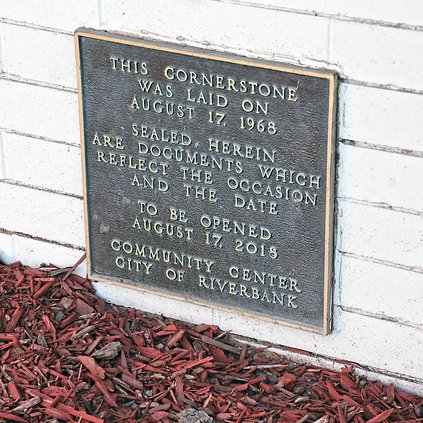 THIS CORNERSTONE
WAS LAID ON
AUGUST 17, 1968
SEALED, HEREIN
ARE DOCUMENTS WHICH
REFLECT THE OCCASION
AND THE DATE
TO BE OPENED
AUGUST 17, 2018
COMMUNITY CENTER
CITY OF RIVERBANK